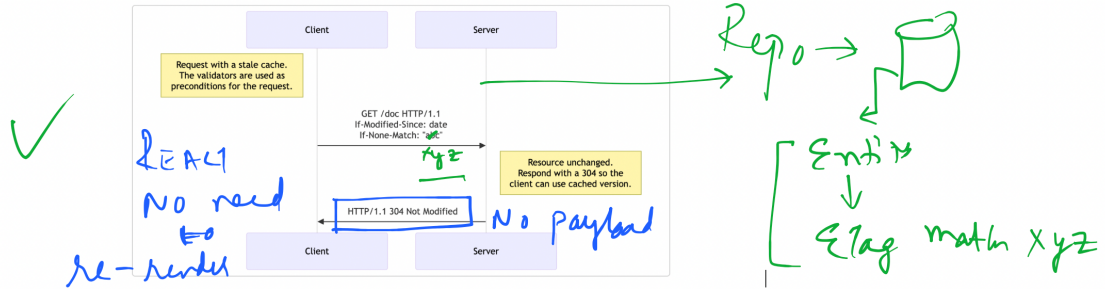 Client
Server
Request with a stale cache.
The validators are used as
preconditions for the request.
GET /doc HTTP/1.1
If-Modified-Since: date
If-None-Match: "abc"
xyz
Resource unchanged.
Respond with a 304 so the
client can use cached version.
HTTP/1.1 304 Not Modified
No payload
Client
Server
REACT
No need
to
re-render
Repo
Entity
ETag match xyz